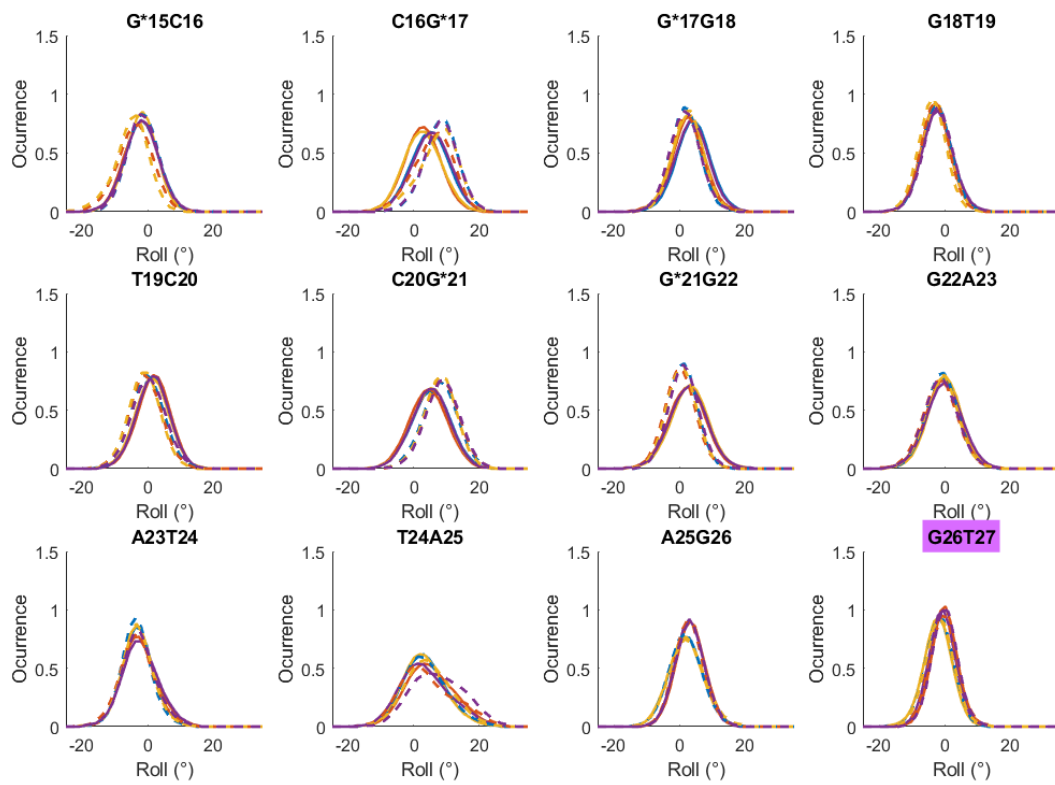 G*15C16 C16G*17 G*17G18 G18T19
1.5 1.5 1.5 1.5
1 1 1 1
Ocurrence Ocurrence Ocurrence Ocurrence
0.5 0.5 0.5 0.5
0 0 0 0
-20 0 20 -20 0 20 -20 0 20 -20 0 20
Roll (°) Roll (°) Roll (°) Roll (°)
T19C20 C20G*21 G*21G22 G22A23
1.5 1.5 1.5 1.5
1 1 1 1
Ocurrence Ocurrence Ocurrence Ocurrence
0.5 0.5 0.5 0.5
0 0 0 0
-20 0 20 -20 0 20 -20 0 20 -20 0 20
Roll (°) Roll (°) Roll (°) Roll (°)
A23T24 T24A25 A25G26 G26T27
1.5 1.5 1.5 1.5
1 1 1 1
Ocurrence Ocurrence Ocurrence Ocurrence
0.5 0.5 0.5 0.5
0 0 0 0
-20 0 20 -20 0 20 -20 0 20 -20 0 20
Roll (°) Roll (°) Roll (°) Roll (°)